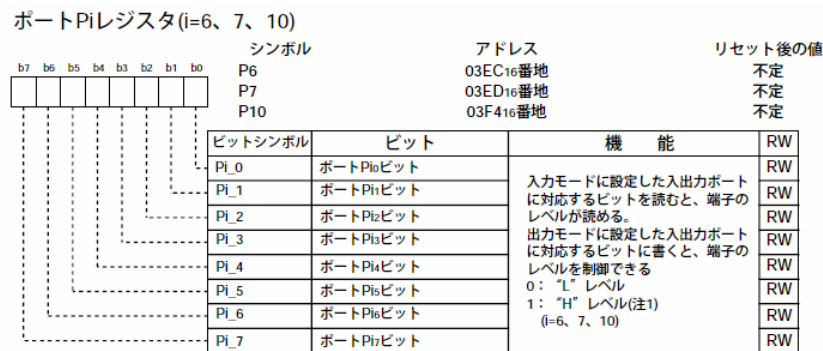 ポートPiレジスタ(i=6、7、10)
シンボル アドレス リセット後の値
b7 b6 b5 b4 b3 b2 b1 b0
P6 03EC16番地 不定
P7 03ED16番地 不定
P10 03F416番地 不定
ビットシンボル ビット 機 能 RW
Pi_0 ポートPi0ビット RW
Pi_1 ポートPi1ビット RW
Pi_2 ポートPi2ビット RW
Pi_3 ポートPi3ビット RW
Pi_4 ポートPi4ビット RW
Pi_5 ポートPi5ビット RW
Pi_6 ポートPi6ビット RW
Pi_7 ポートPi7ビット RW
入力モードに設定した入出力ポート
に対応するビットを読むと、端子の
レベルが読める。
出力モードに設定した入出力ポート
に対応するビットに書くと、端子の
レベルを制御できる
0： “L” レベル
1： “H” レベル(注1)
(i=6、7、10)